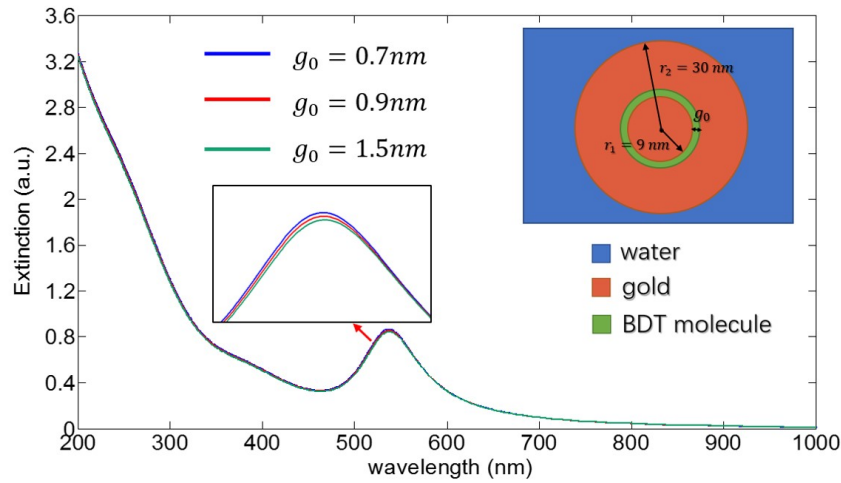 3.6
3.2
2.8
2.4
2
1.6
1.2
0.8
0.4
0
Extinction (a.u.)
200 300 400 500 600 700 800 900 1000
wavelength (nm)
g₀ = 0.7nm
g₀ = 0.9nm
g₀ = 1.5nm
r₂ = 30 nm
g₀
r₁ = 9 nm
water
gold
BDT molecule